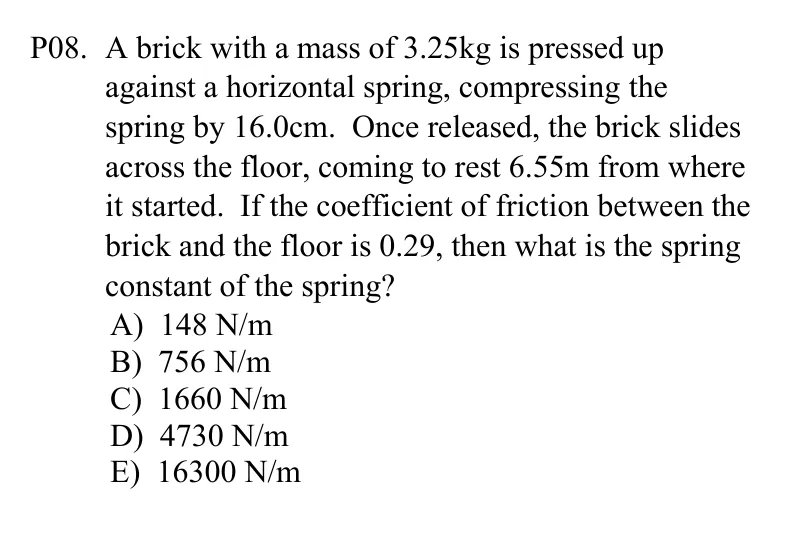 P08. A brick with a mass of 3.25kg is pressed up
against a horizontal spring, compressing the
spring by 16.0cm. Once released, the brick slides
across the floor, coming to rest 6.55m from where
it started. If the coefficient of friction between the
brick and the floor is 0.29, then what is the spring
constant of the spring?
A) 148 N/m
B) 756 N/m
C) 1660 N/m
D) 4730 N/m
E) 16300 N/m